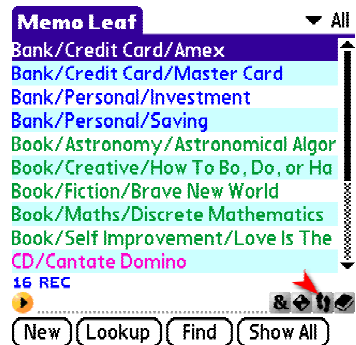 Memo Leaf
All
Bank/Credit Card/Amex
Bank/Credit Card/Master Card
Bank/Personal/Investment
Bank/Personal/Saving
Book/Astronomy/Astronomical Algor
Book/Creative/How To Bo, Do, or Ha
Book/Fiction/Brave New World
Book/Maths/Discrete Mathematics
Book/Self Improvement/Love Is The
CD/Cantate Domino
16 REC
&
New Lookup Find Show All